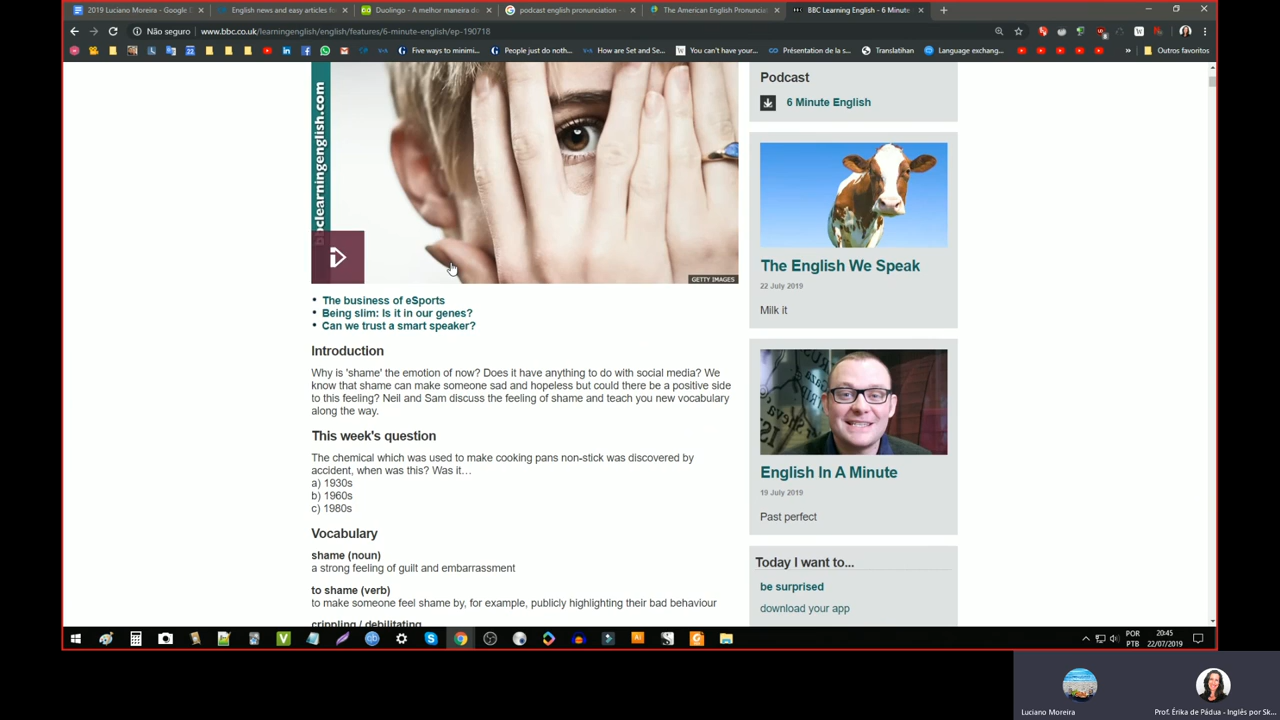 2019 Luciano Moreira - Google D
English news and easy articles fo
Duolingo - A melhor maneira de
podcast english pronunciation -
The American English Pronunciat
BBC Learning English - 6 Minute
Não seguro
www.bbc.co.uk/learningenglish/english/features/6-minute-english/ep-190718
Five ways to minimi...
People just do noth...
How are Set and Se...
You can't have your...
Présentation de la s...
Translatihan
Language exchang...
Outros favoritos
bbclearningenglish.com
GETTY IMAGES
The business of eSports
Being slim: Is it in our genes?
Can we trust a smart speaker?
Introduction
Why is 'shame' the emotion of now? Does it have anything to do with social media? We
know that shame can make someone sad and hopeless but could there be a positive side
to this feeling? Neil and Sam discuss the feeling of shame and teach you new vocabulary
along the way.
This week's question
The chemical which was used to make cooking pans non-stick was discovered by
accident, when was this? Was it…
a) 1930s
b) 1960s
c) 1980s
Vocabulary
shame (noun)
a strong feeling of guilt and embarrassment
to shame (verb)
to make someone feel shame by, for example, publicly highlighting their bad behaviour
crippling / debilitating
Podcast
6 Minute English
The English We Speak
22 July 2019
Milk it
English In A Minute
19 July 2019
Past perfect
Today I want to...
be surprised
download your app
POR
PTB
20:45
22/07/2019
Luciano Moreira
Prof. Érika de Pádua - Inglês por Sk...